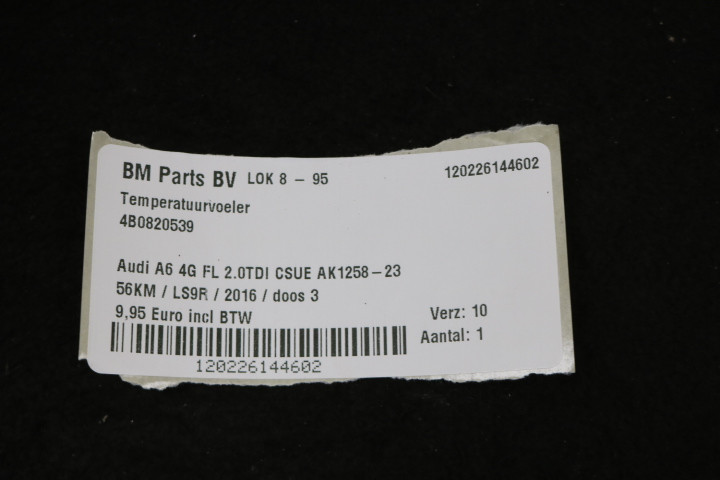 BM Parts BV LOK 8 - 95 120226144602
Temperatuurvoeler
4B0820539
Audi A6 4G FL 2.0TDI CSUE AK1258-23
56KM / LS9R / 2016 / doos 3
9,95 Euro incl BTW Verz: 10
Aantal: 1
120226144602